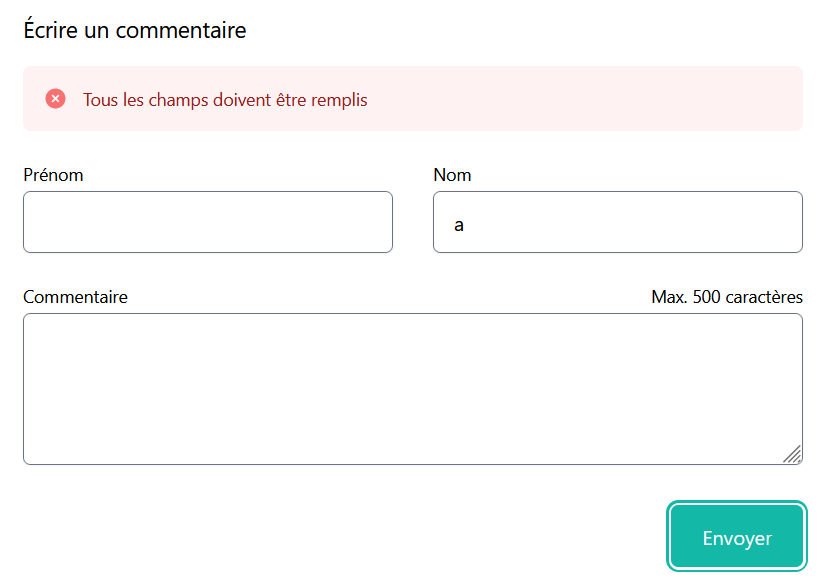 Écrire un commentaire
Tous les champs doivent être remplis
Prénom
Nom
a
Commentaire
Max. 500 caractères
Envoyer